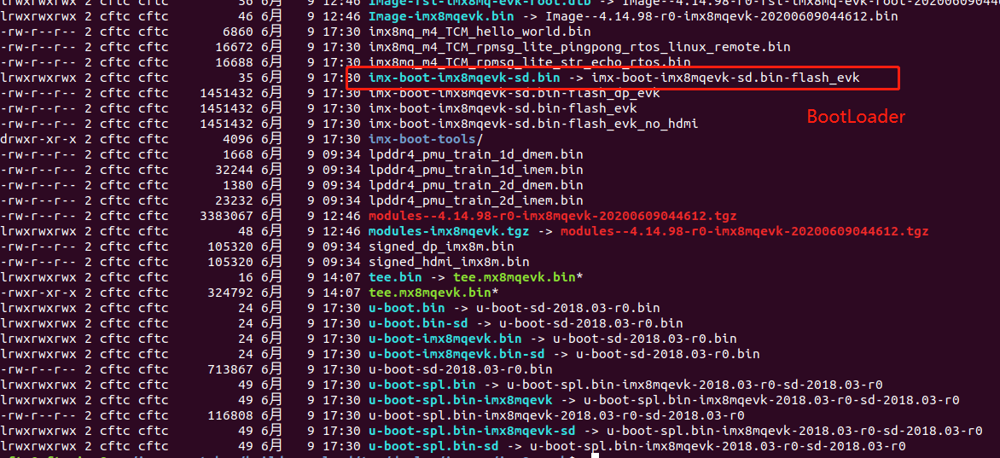 lrwxrwxrwx 2 cftc cftc 56 6月 9 12:46 Image-fsl-imx8mq-evk-root.dtb -> Image--4.14.98-r0-fsl-imx8mq-evk-root-2020060904461
lrwxrwxrwx 2 cftc cftc 46 6月 9 12:46 Image-imx8mqevk.bin -> Image--4.14.98-r0-imx8mqevk-20200609044612.bin
-rw-r--r-- 2 cftc cftc 6860 6月 9 17:30 imx8mq_m4_TCM_hello_world.bin
-rw-r--r-- 2 cftc cftc 16672 6月 9 17:30 imx8mq_m4_TCM_rpmsg_lite_pingpong_rtos_linux_remote.bin
-rw-r--r-- 2 cftc cftc 16688 6月 9 17:30 imx8mq_m4_TCM_rpmsg_lite_str_echo_rtos.bin
lrwxrwxrwx 2 cftc cftc 35 6月 9 17:30 imx-boot-imx8mqevk-sd.bin -> imx-boot-imx8mqevk-sd.bin-flash_evk
-rw-r--r-- 2 cftc cftc 1451432 6月 9 17:30 imx-boot-imx8mqevk-sd.bin-flash_dp_evk
-rw-r--r-- 2 cftc cftc 1451432 6月 9 17:30 imx-boot-imx8mqevk-sd.bin-flash_evk
BootLoader
-rw-r--r-- 2 cftc cftc 1451432 6月 9 17:30 imx-boot-imx8mqevk-sd.bin-flash_evk_no_hdmi
drwxr-xr-x 2 cftc cftc 4096 6月 9 17:30 imx-boot-tools/
-rw-r--r-- 2 cftc cftc 1668 6月 9 09:34 lpddr4_pmu_train_1d_dmem.bin
-rw-r--r-- 2 cftc cftc 32244 6月 9 09:34 lpddr4_pmu_train_1d_imem.bin
-rw-r--r-- 2 cftc cftc 1380 6月 9 09:34 lpddr4_pmu_train_2d_dmem.bin
-rw-r--r-- 2 cftc cftc 23232 6月 9 09:34 lpddr4_pmu_train_2d_imem.bin
-rw-r--r-- 2 cftc cftc 3383067 6月 9 12:46 modules--4.14.98-r0-imx8mqevk-20200609044612.tgz
lrwxrwxrwx 2 cftc cftc 48 6月 9 12:46 modules-imx8mqevk.tgz -> modules--4.14.98-r0-imx8mqevk-20200609044612.tgz
-rw-r--r-- 2 cftc cftc 105320 6月 9 09:34 signed_dp_imx8m.bin
-rw-r--r-- 2 cftc cftc 105320 6月 9 09:34 signed_hdmi_imx8m.bin
lrwxrwxrwx 2 cftc cftc 16 6月 9 14:07 tee.bin -> tee.mx8mqevk.bin*
-rwxr-xr-x 2 cftc cftc 324792 6月 9 14:07 tee.mx8mqevk.bin*
lrwxrwxrwx 2 cftc cftc 24 6月 9 17:30 u-boot.bin -> u-boot-sd-2018.03-r0.bin
lrwxrwxrwx 2 cftc cftc 24 6月 9 17:30 u-boot.bin-sd -> u-boot-sd-2018.03-r0.bin
lrwxrwxrwx 2 cftc cftc 24 6月 9 17:30 u-boot-imx8mqevk.bin -> u-boot-sd-2018.03-r0.bin
lrwxrwxrwx 2 cftc cftc 24 6月 9 17:30 u-boot-imx8mqevk.bin-sd -> u-boot-sd-2018.03-r0.bin
-rw-r--r-- 2 cftc cftc 713867 6月 9 17:30 u-boot-sd-2018.03-r0.bin
lrwxrwxrwx 2 cftc cftc 49 6月 9 17:30 u-boot-spl.bin -> u-boot-spl.bin-imx8mqevk-2018.03-r0-sd-2018.03-r0
lrwxrwxrwx 2 cftc cftc 49 6月 9 17:30 u-boot-spl.bin-imx8mqevk -> u-boot-spl.bin-imx8mqevk-2018.03-r0-sd-2018.03-r0
-rw-r--r-- 2 cftc cftc 116808 6月 9 17:30 u-boot-spl.bin-imx8mqevk-2018.03-r0-sd-2018.03-r0
lrwxrwxrwx 2 cftc cftc 49 6月 9 17:30 u-boot-spl.bin-imx8mqevk-sd -> u-boot-spl.bin-imx8mqevk-2018.03-r0-sd-2018.03-r0
lrwxrwxrwx 2 cftc cftc 49 6月 9 17:30 u-boot-spl.bin-sd -> u-boot-spl.bin-imx8mqevk-2018.03-r0-sd-2018.03-r0